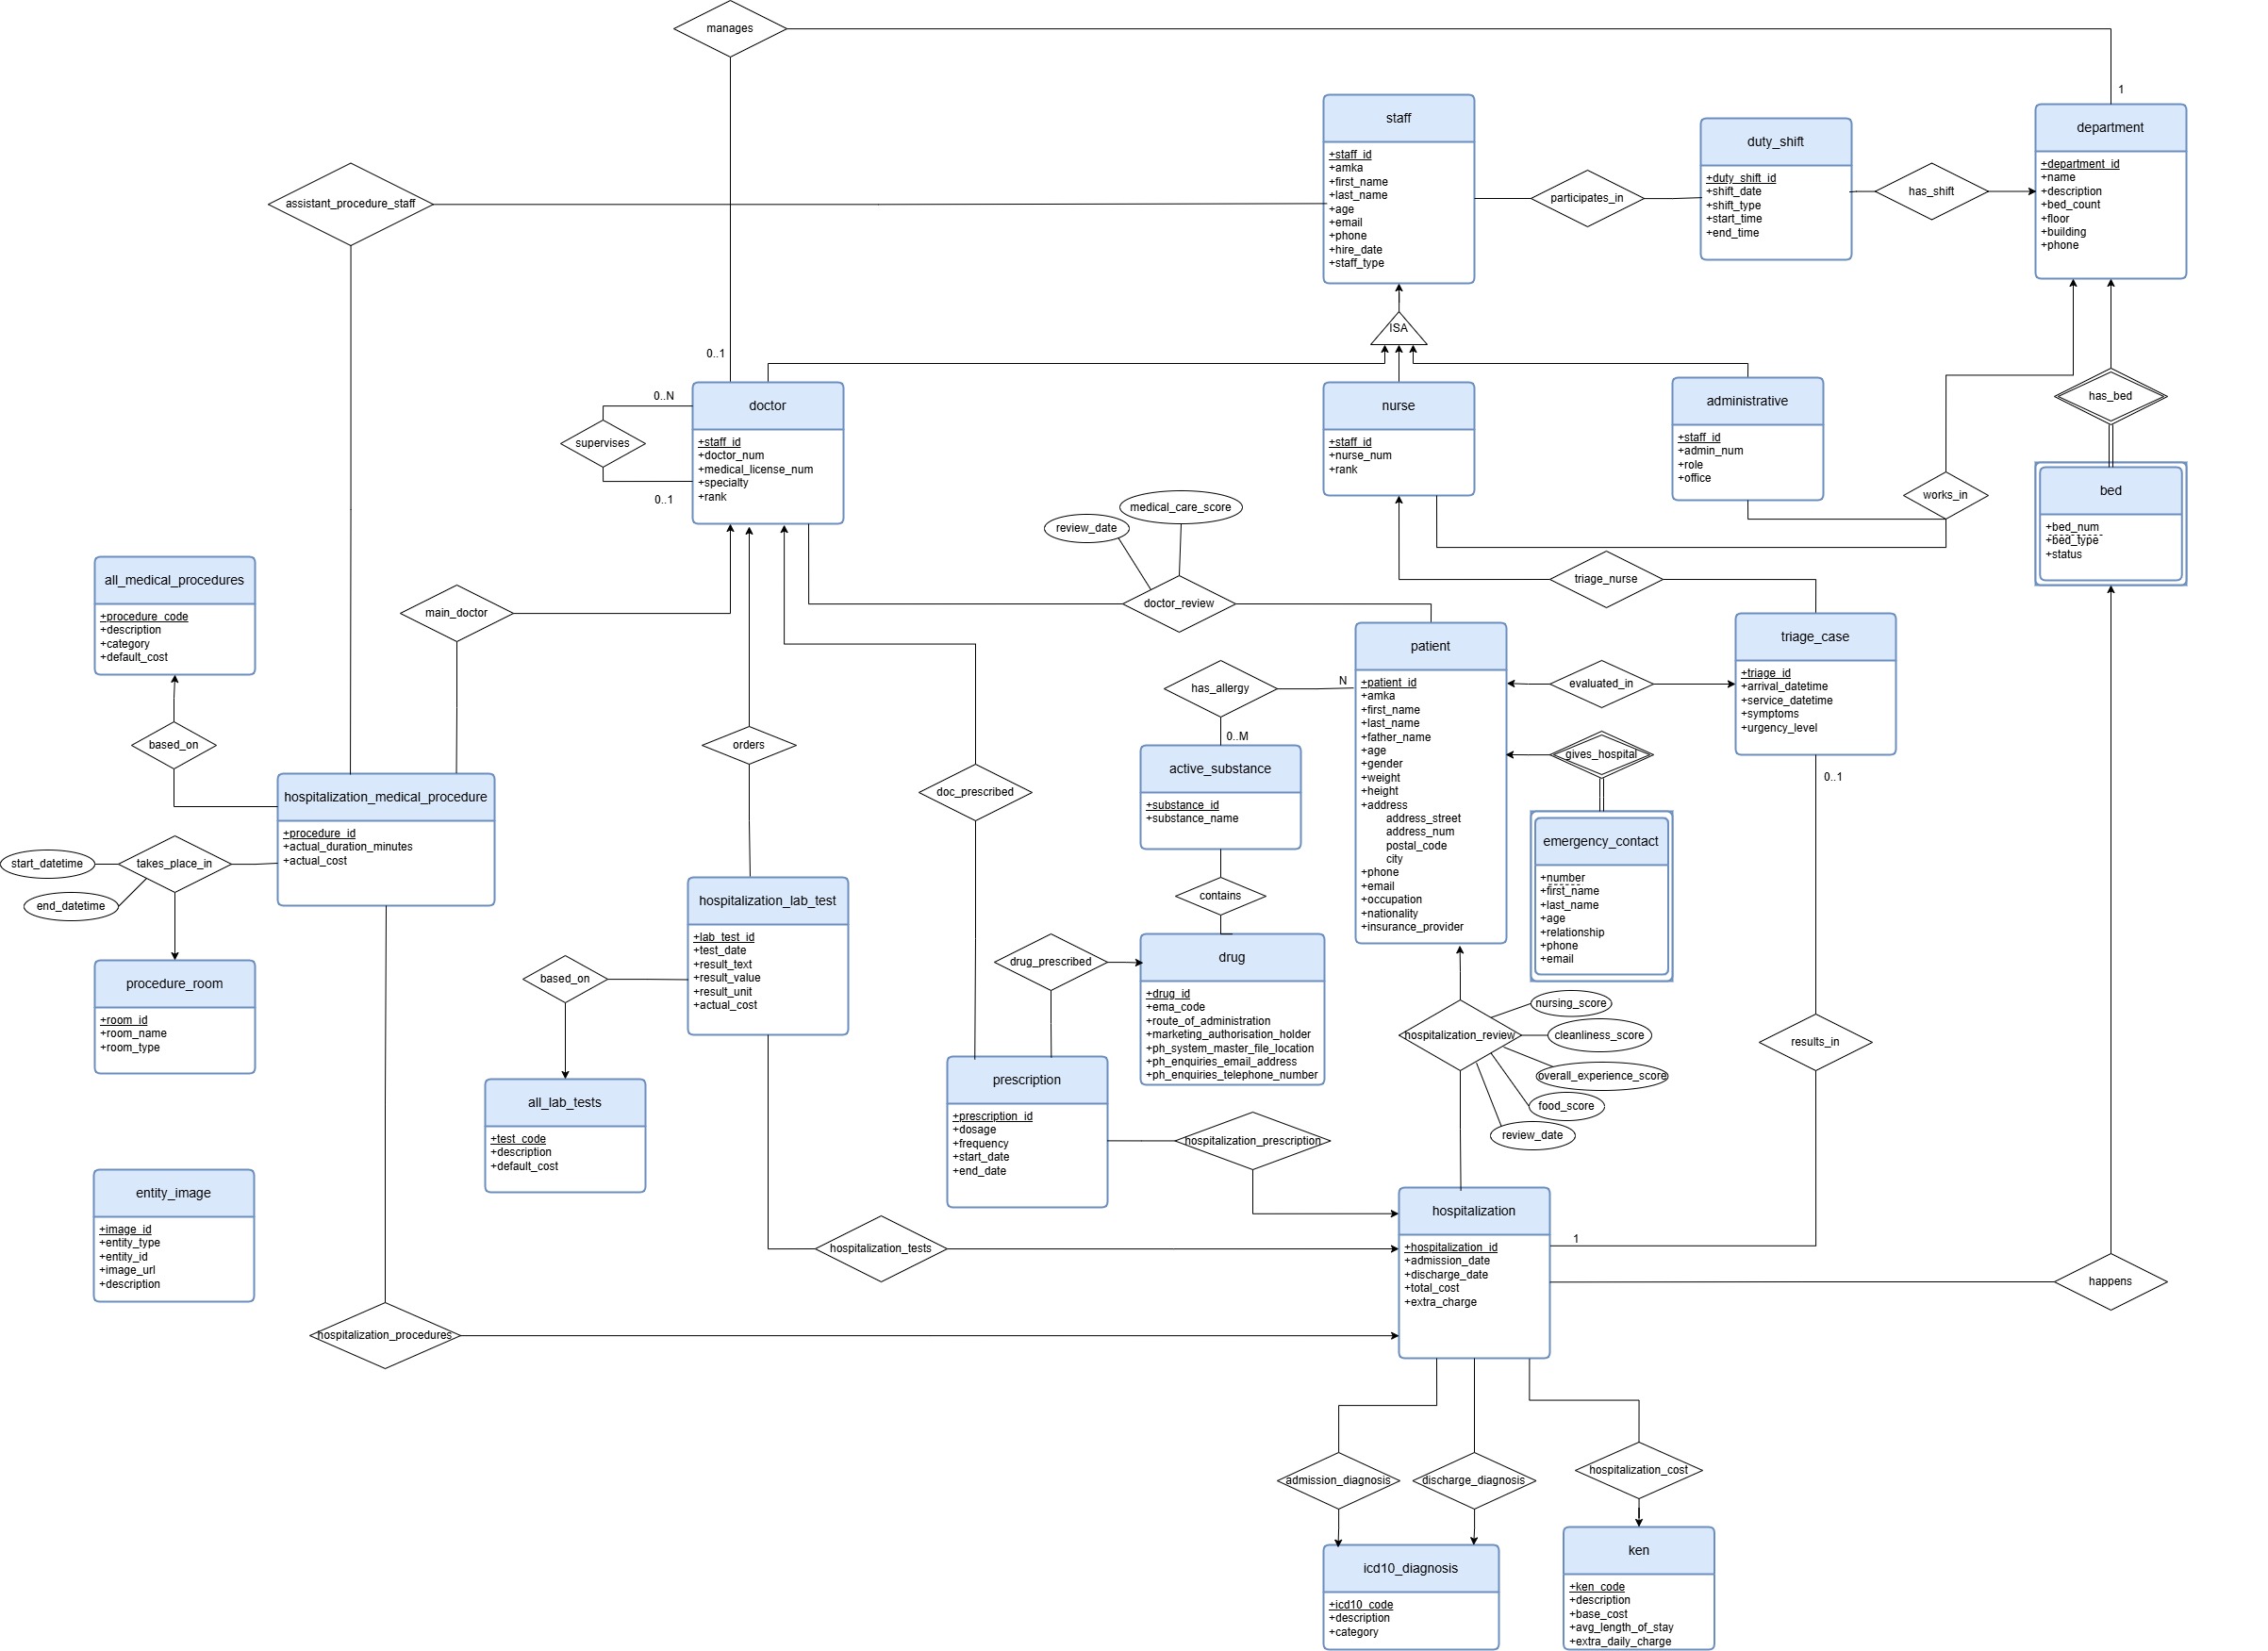 manages
1
staff
+staff_id
+amka
+first_name
+last_name
+age
+email
+phone
+hire_date
+staff_type
duty_shift
+duty_shift_id
+shift_date
+shift_type
+start_time
+end_time
department
+department_id
+name
+description
+bed_count
+floor
+building
+phone
assistant_procedure_staff
participates_in
has_shift
ISA
0..1
0..N
supervises
0..1
doctor
+staff_id
+doctor_num
+medical_license_num
+specialty
+rank
nurse
+staff_id
+nurse_num
+rank
administrative
+staff_id
+admin_num
+role
+office
has_bed
works_in
bed
+bed_num
+bed_type
+status
review_date
medical_care_score
doctor_review
triage_nurse
all_medical_procedures
+procedure_code
+description
+category
+default_cost
main_doctor
based_on
orders
doc_prescribed
has_allergy
N
0..M
patient
+patient_id
+amka
+first_name
+last_name
+father_name
+age
+gender
+weight
+height
+address
address_street
address_num
postal_code
city
+phone
+email
+occupation
+nationality
+insurance_provider
evaluated_in
triage_case
+triage_id
+arrival_datetime
+service_datetime
+symptoms
+urgency_level
0..1
gives_hospital
emergency_contact
+number
+first_name
+last_name
+age
+relationship
+phone
+email
active_substance
+substance_id
+substance_name
contains
hospitalization_medical_procedure
+procedure_id
+actual_duration_minutes
+actual_cost
start_datetime
takes_place_in
end_datetime
procedure_room
+room_id
+room_name
+room_type
hospitalization_lab_test
+lab_test_id
+test_date
+result_text
+result_value
+result_unit
+actual_cost
based_on
all_lab_tests
+test_code
+description
+default_cost
drug_prescribed
drug
+drug_id
+ema_code
+route_of_administration
+marketing_authorisation_holder
+ph_system_master_file_location
+ph_enquiries_email_address
+ph_enquiries_telephone_number
prescription
+prescription_id
+dosage
+frequency
+start_date
+end_date
hospitalization_review
nursing_score
cleanliness_score
overall_experience_score
food_score
review_date
results_in
hospitalization_prescription
entity_image
+image_id
+entity_type
+entity_id
+image_url
+description
hospitalization_tests
hospitalization
+hospitalization_id
+admission_date
+discharge_date
+total_cost
+extra_charge
1
happens
hospitalization_procedures
admission_diagnosis
discharge_diagnosis
hospitalization_cost
icd10_diagnosis
+icd10_code
+description
+category
ken
+ken_code
+description
+base_cost
+avg_length_of_stay
+extra_daily_charge